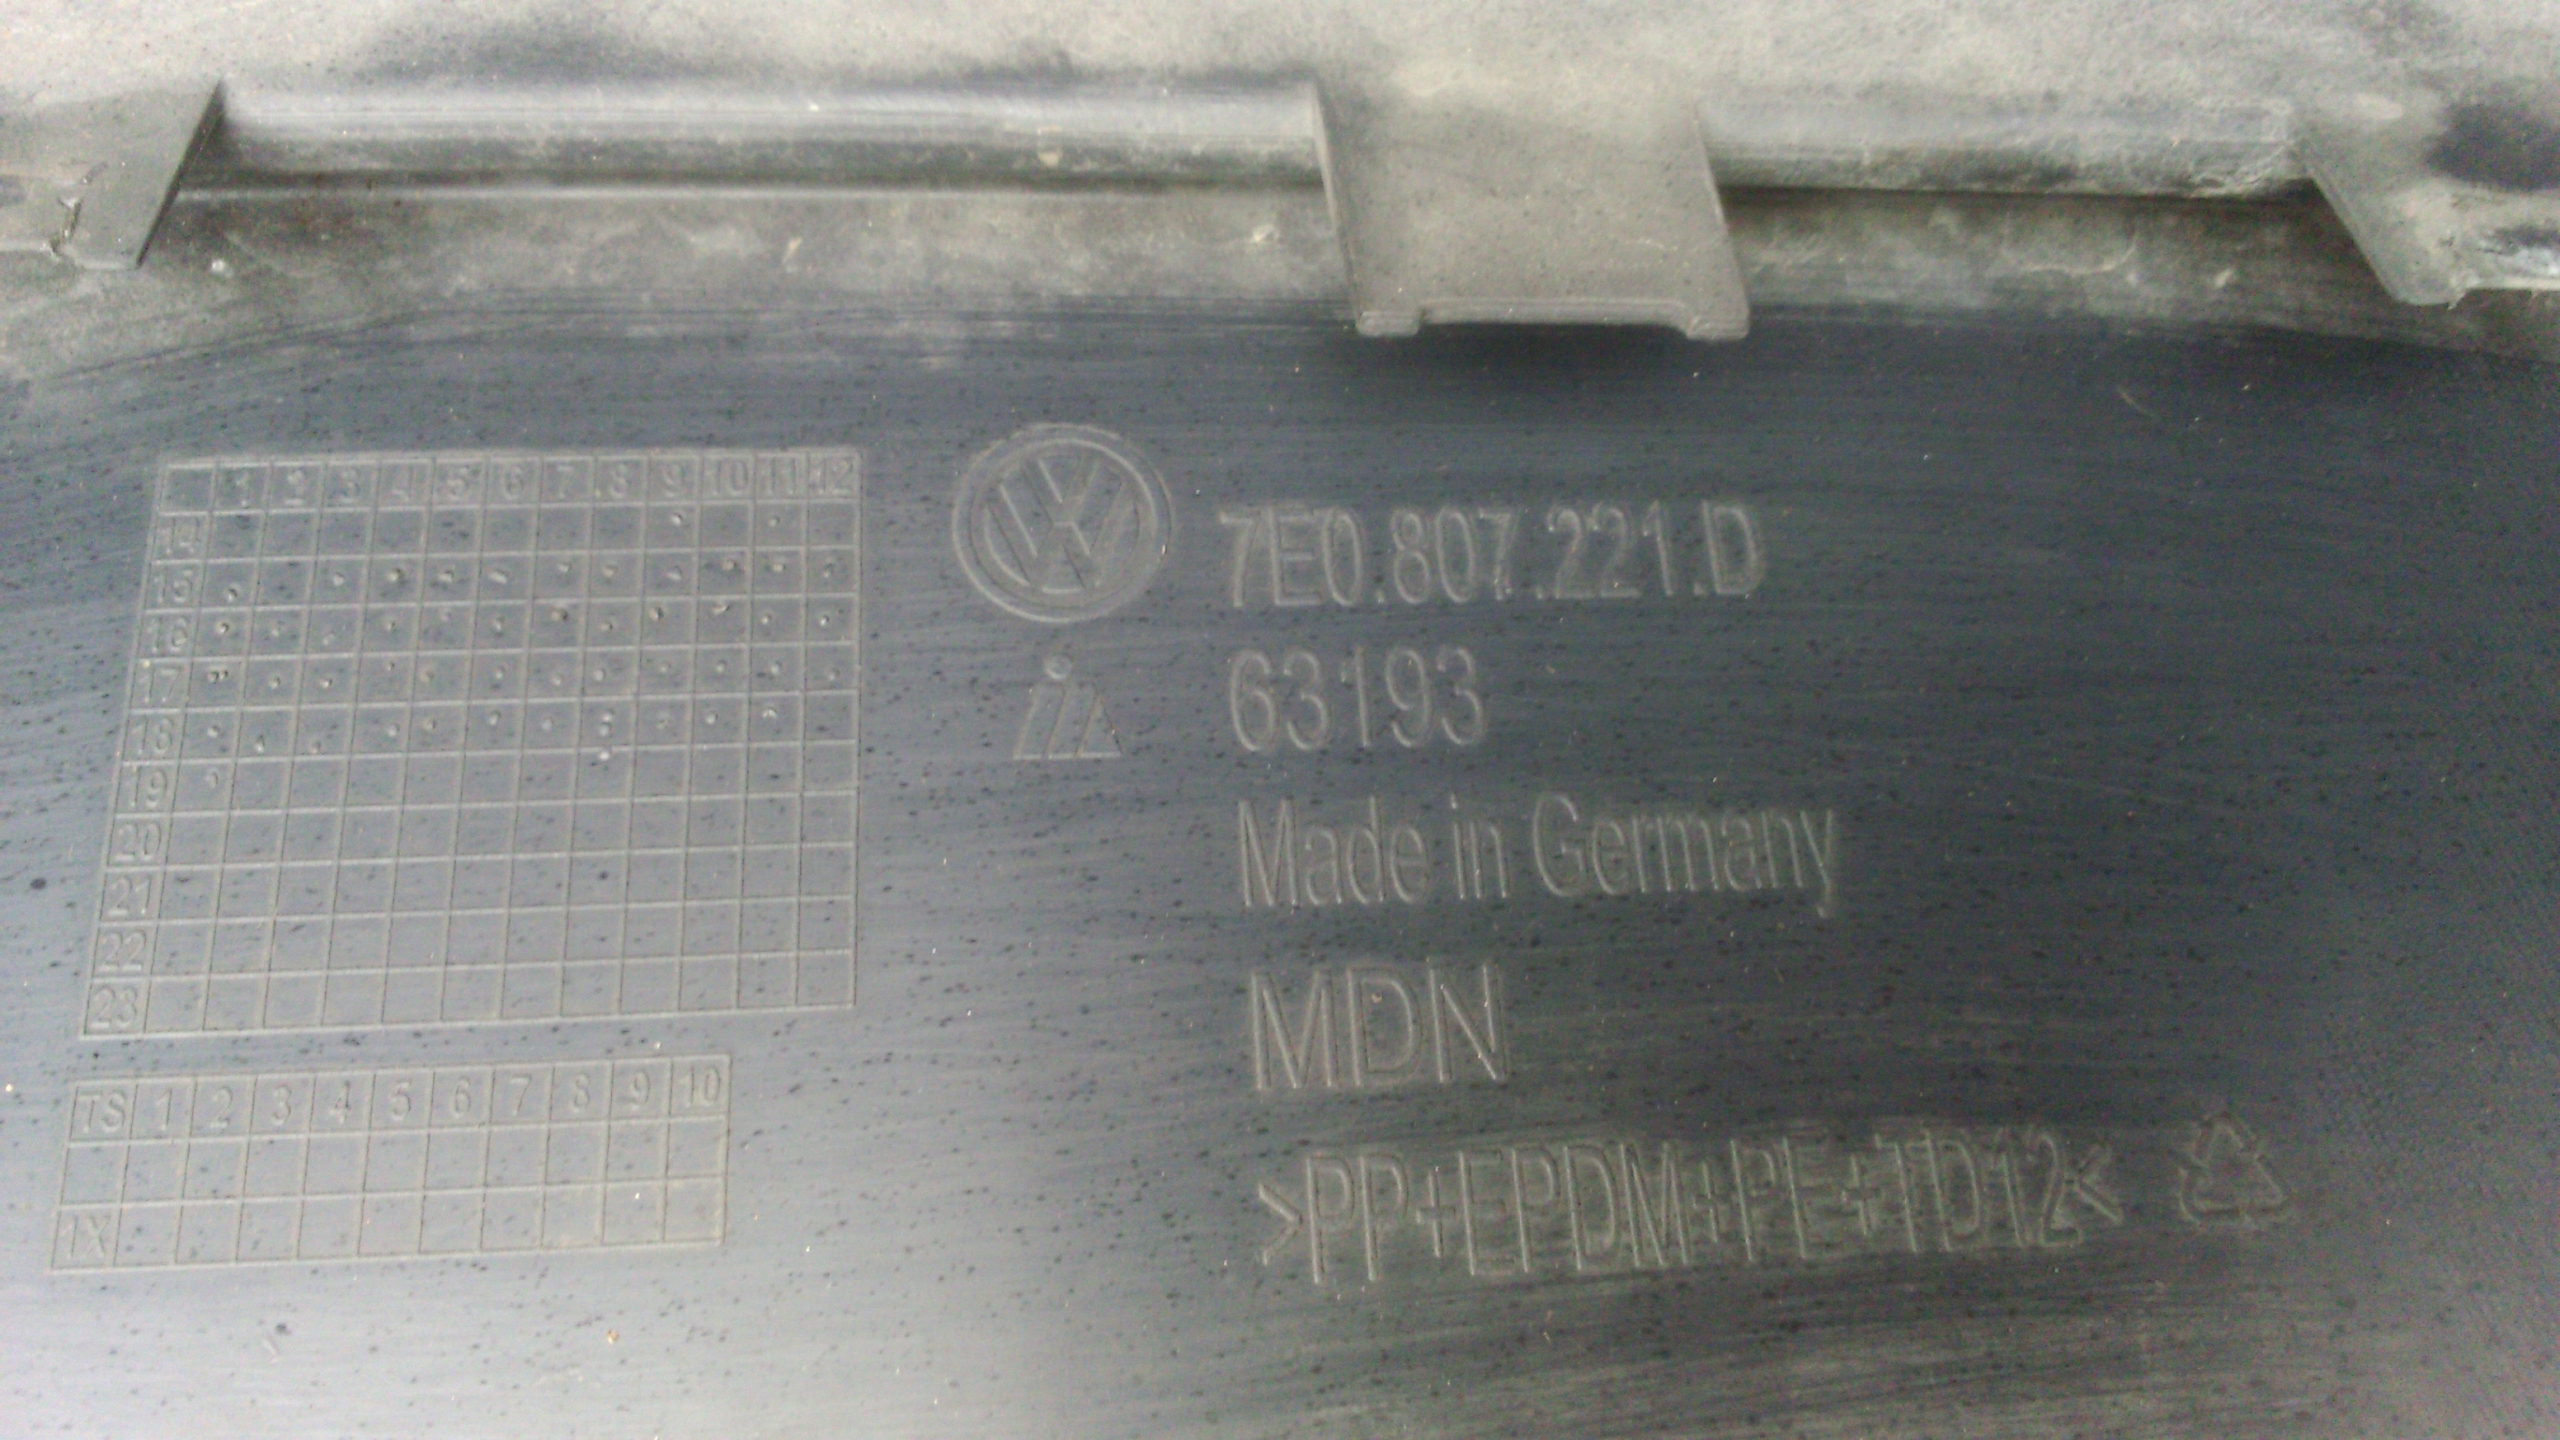 1 2 3 4 5 6 7 8 9 10 11 12
14
15
16
17
18
19
20
21
22
23
TS 1 2 3 4 5 6 7 8 9 10
1X
7E0.807.221.D
63193
Made in Germany
MDN
>PP+EPDM+PE+TD12<